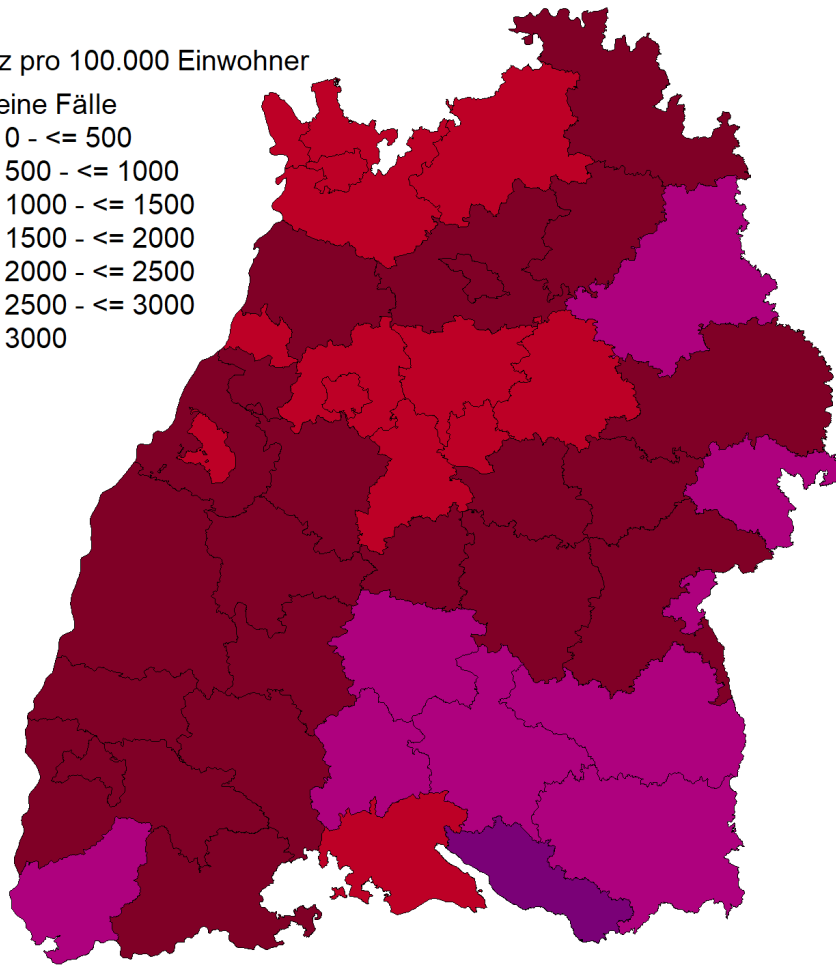 z pro 100.000 Einwohner
eine Fälle
0 - <= 500
500 - <= 1000
1000 - <= 1500
1500 - <= 2000
2000 - <= 2500
2500 - <= 3000
3000